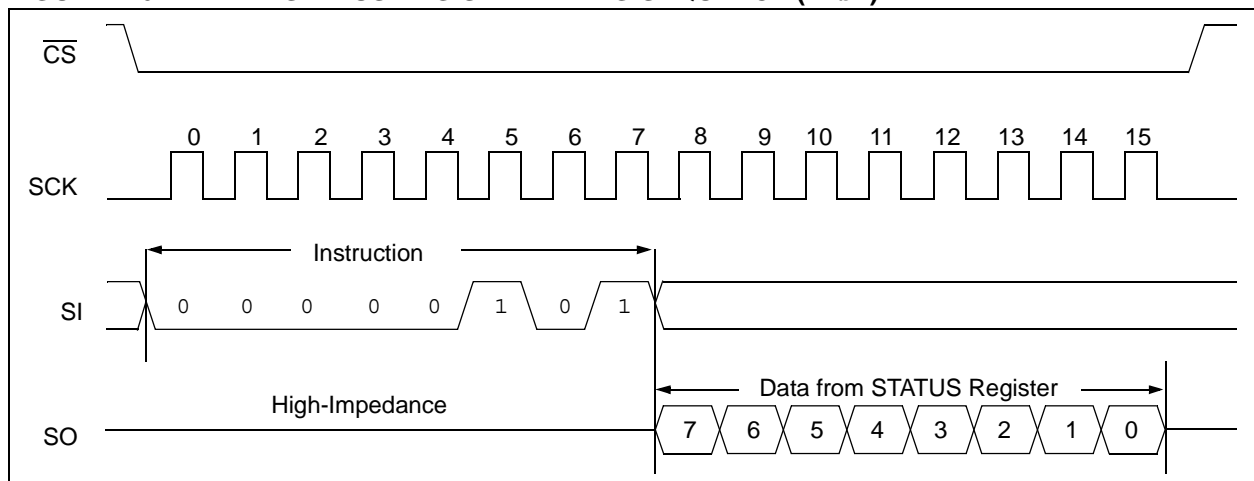 CS
0 1 2 3 4 5 6 7 8 9 10 11 12 13 14 15
SCK
Instruction
SI 0 0 0 0 0 1 0 1
Data from STATUS Register
High-Impedance
SO 7 6 5 4 3 2 1 0